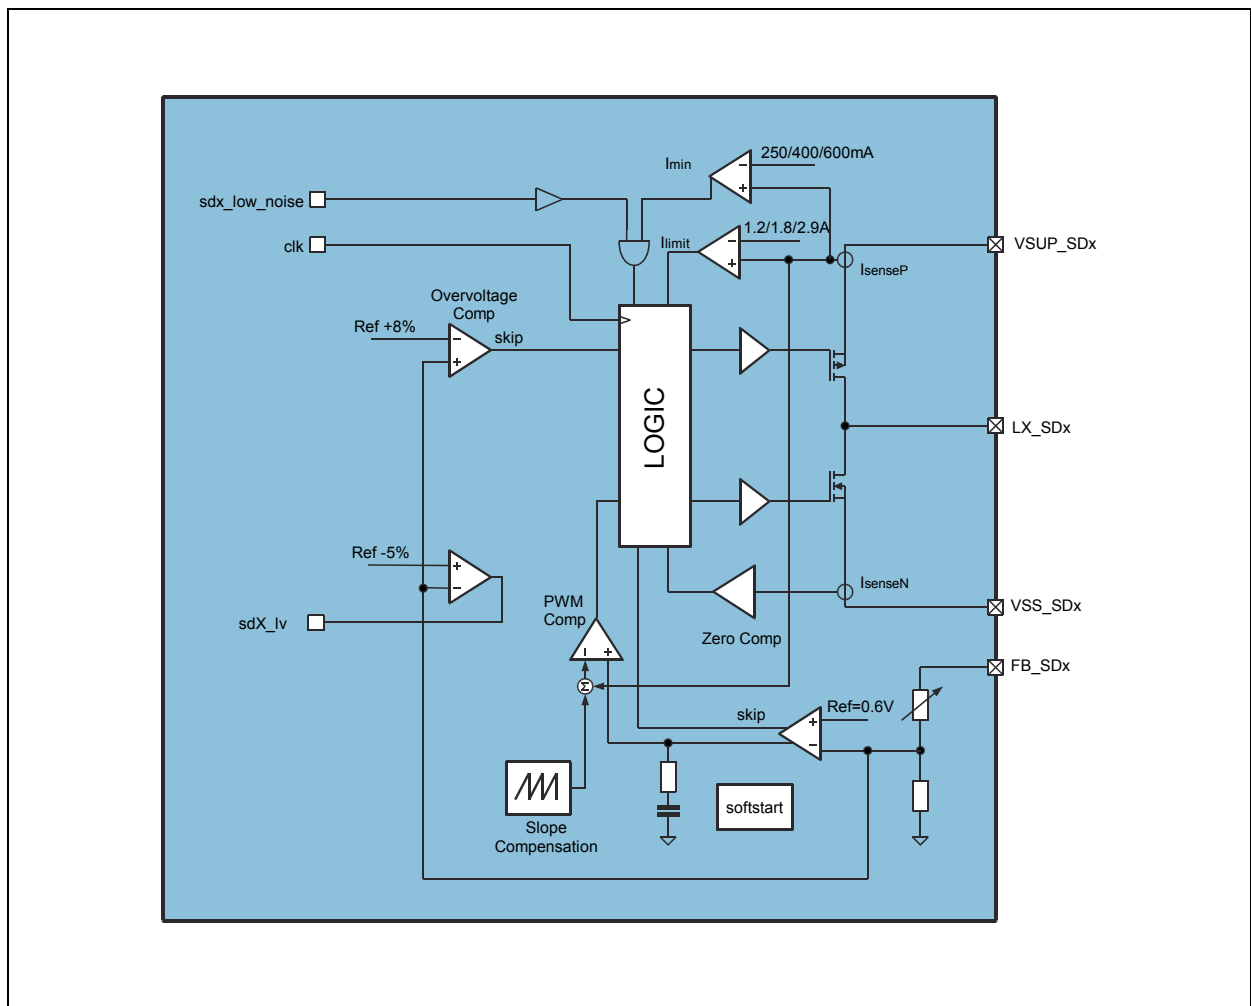 250/400/600mA
Imin
sdx_low_noise
1.2/1.8/2.9A
Ilimit
clk
VSUP_SDx
IsenseP
Overvoltage
Comp
Ref +8%
skip
LOGIC
LX_SDx
Ref -5%
IsenseN
PWM
Comp
VSS_SDx
sdX_lv
Zero Comp
FB_SDx
Σ
Ref=0.6V
skip
softstart
Slope
Compensation